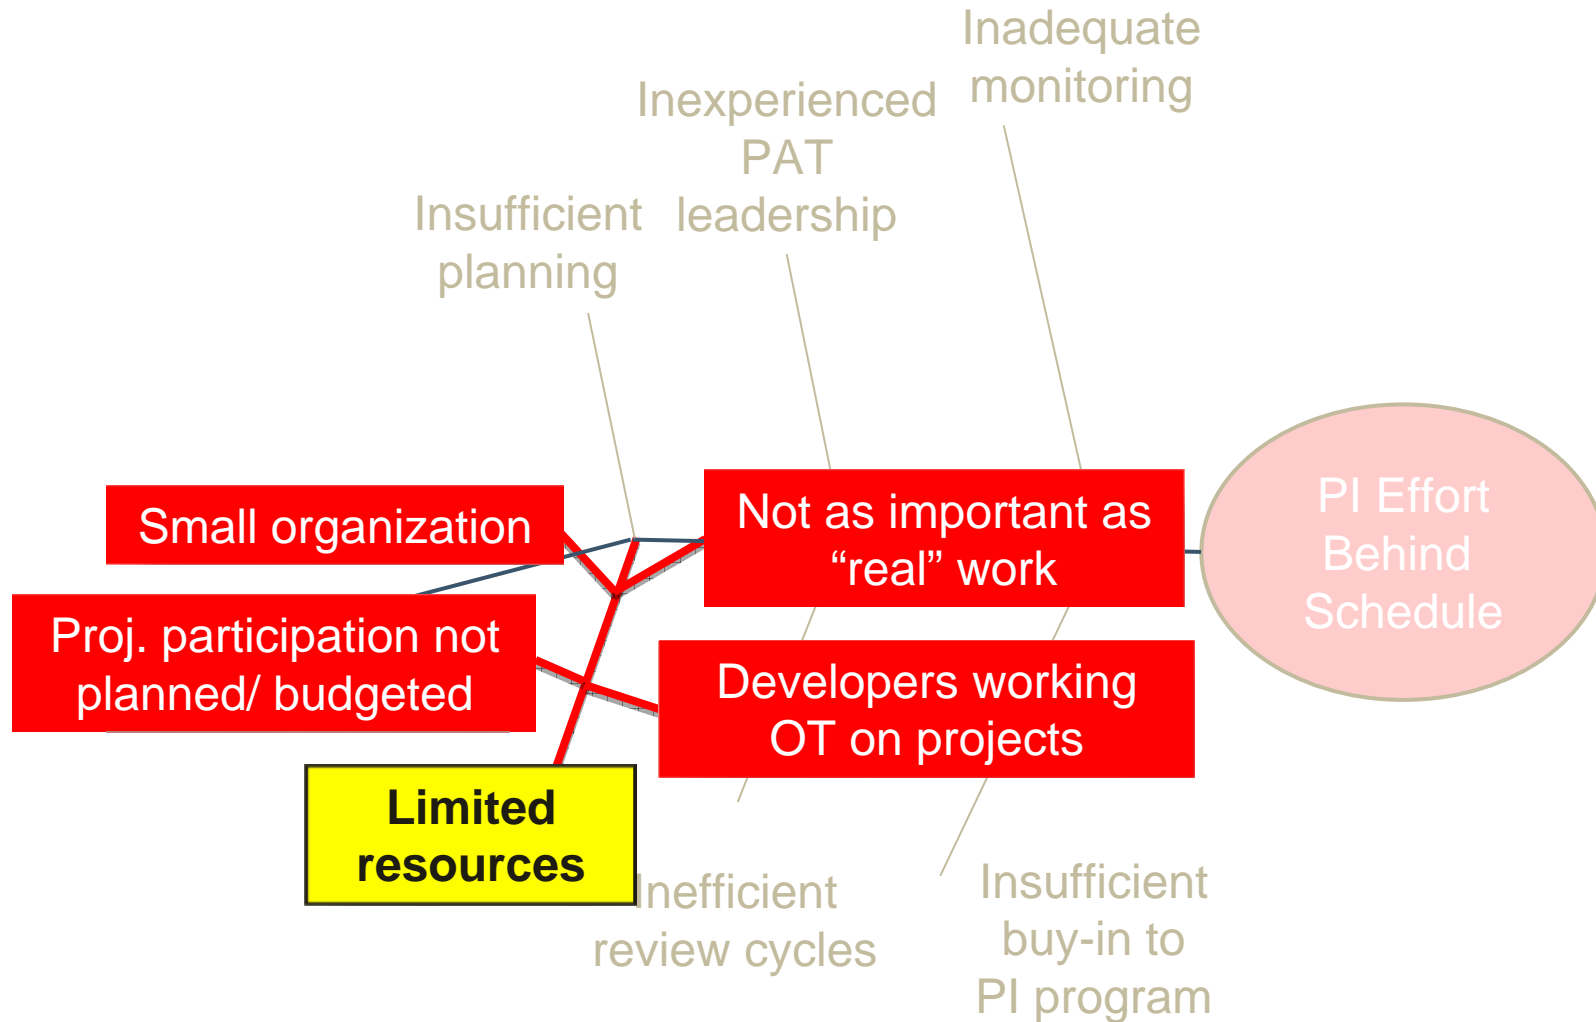 Inadequate
monitoring
Inexperienced
PAT
leadership
Insufficient
planning
Small organization
Not as important as
“real” work
PI Effort
Behind
Schedule
Proj. participation not
planned/ budgeted
Developers working
OT on projects
Limited
resources
Inefficient
review cycles
Insufficient
buy-in to
PI program